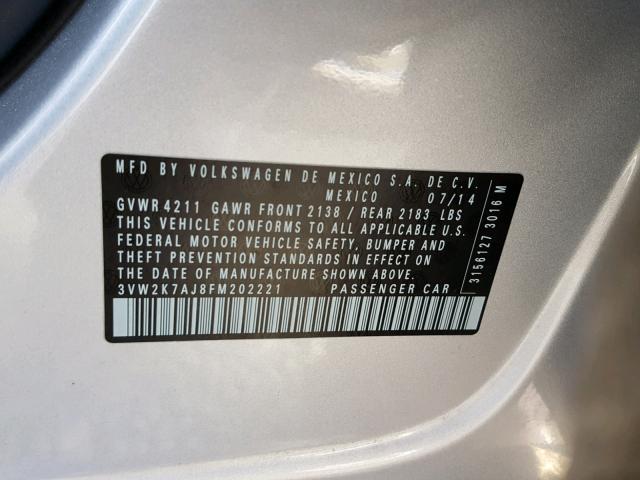 MFD BY VOLKSWAGEN DE MEXICO S.A. DE C.V.
MEXICO 07/14
GVWR 4211 GAWR FRONT 2138 / REAR 2183 LBS
THIS VEHICLE CONFORMS TO ALL APPLICABLE U.S.
FEDERAL MOTOR VEHICLE SAFETY, BUMPER AND
THEFT PREVENTION STANDARDS IN EFFECT ON
THE DATE OF MANUFACTURE SHOWN ABOVE.
3VW2K7AJ8FM202221 PASSENGER CAR
3156127 3016 M